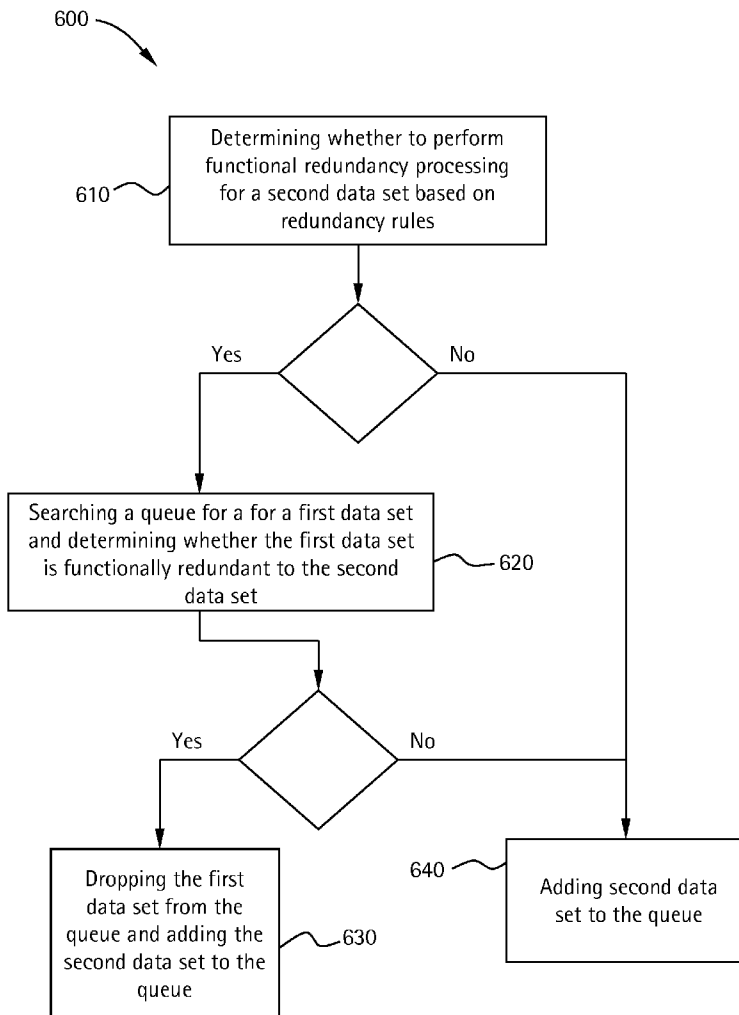 600
Determining whether to perform
functional redundancy processing
for a second data set based on
redundancy rules
610
Yes
No
Searching a queue for a for a first data set
and determining whether the first data set
is functionally redundant to the second
data set
620
Yes
No
Dropping the first
data set from the
queue and adding the
second data set to the
queue
630
640
Adding second data
set to the queue